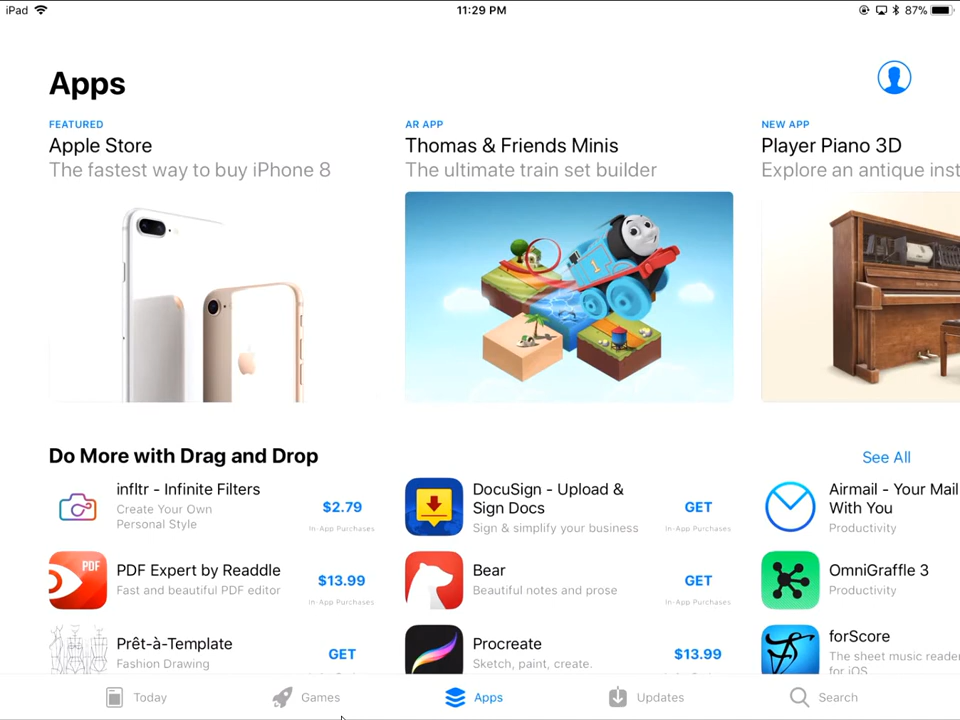 iPad
11:29 PM
87%
Apps
FEATURED
Apple Store
The fastest way to buy iPhone 8
AR APP
Thomas & Friends Minis
The ultimate train set builder
NEW APP
Player Piano 3D
Explore an antique inst
1
Do More with Drag and Drop
See All
infltr - Infinite Filters
Create Your Own
Personal Style
$2.79
In-App Purchases
DocuSign - Upload &
Sign Docs
Sign & simplify your business
GET
In-App Purchases
Airmail - Your Mail
With You
Productivity
PDF
PDF Expert by Readdle
Fast and beautiful PDF editor
$13.99
In-App Purchases
Bear
Beautiful notes and prose
GET
In-App Purchases
OmniGraffle 3
Productivity
Prêt-à-Template
Fashion Drawing
GET
Procreate
Sketch, paint, create.
$13.99
forScore
The sheet music reader
for iOS
Today
Games
Apps
Updates
Search